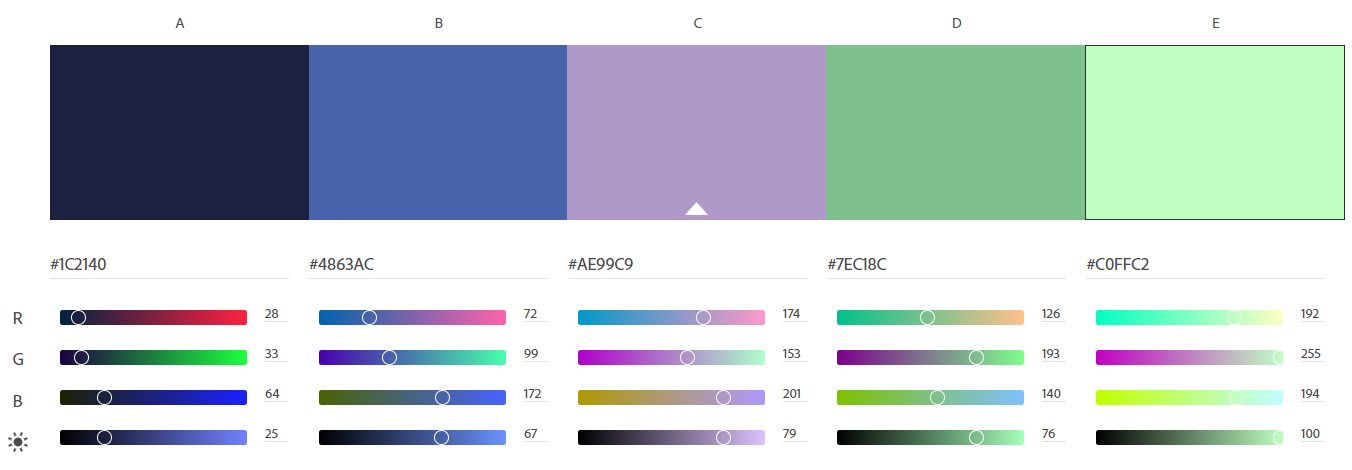 A B C D E
#1C2140 #4863AC #AE99C9 #7EC18C #C0FFC2
R 28 72 174 126 192
G 33 99 153 193 255
B 64 172 201 140 194
25 67 79 76 100